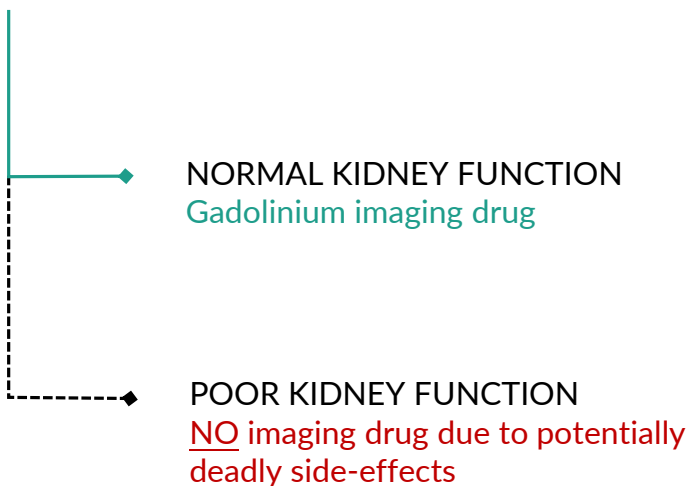 NORMAL KIDNEY FUNCTION
Gadolinium imaging drug
POOR KIDNEY FUNCTION
NO imaging drug due to potentially
deadly side-effects